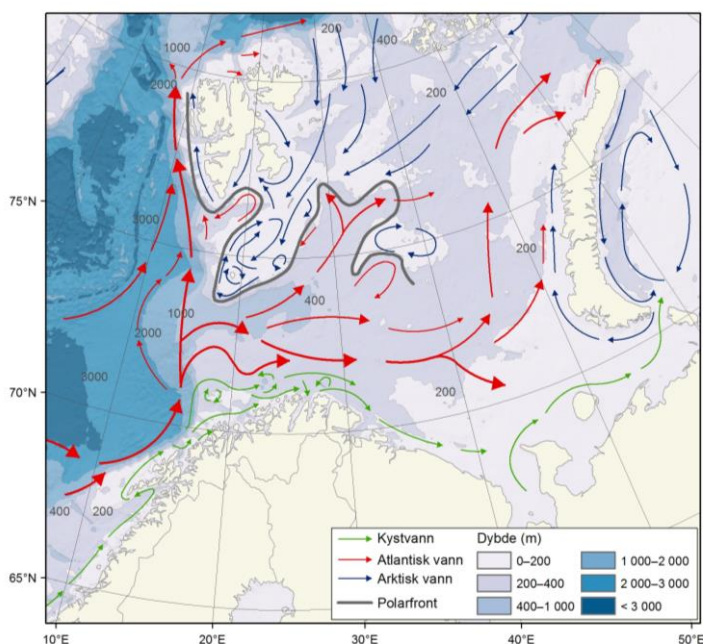 1000
200
400
2000
200
75°N
3000
200
400
1000
2000
70°N
3000
200
400
200
65°N
Kystvann
Atlantisk vann
Arktisk vann
Polarfront
Dybde (m)
0–200
200–400
400–1 000
1 000–2 000
2 000–3 000
< 3 000
10°E
20°E
30°E
40°E
50°E